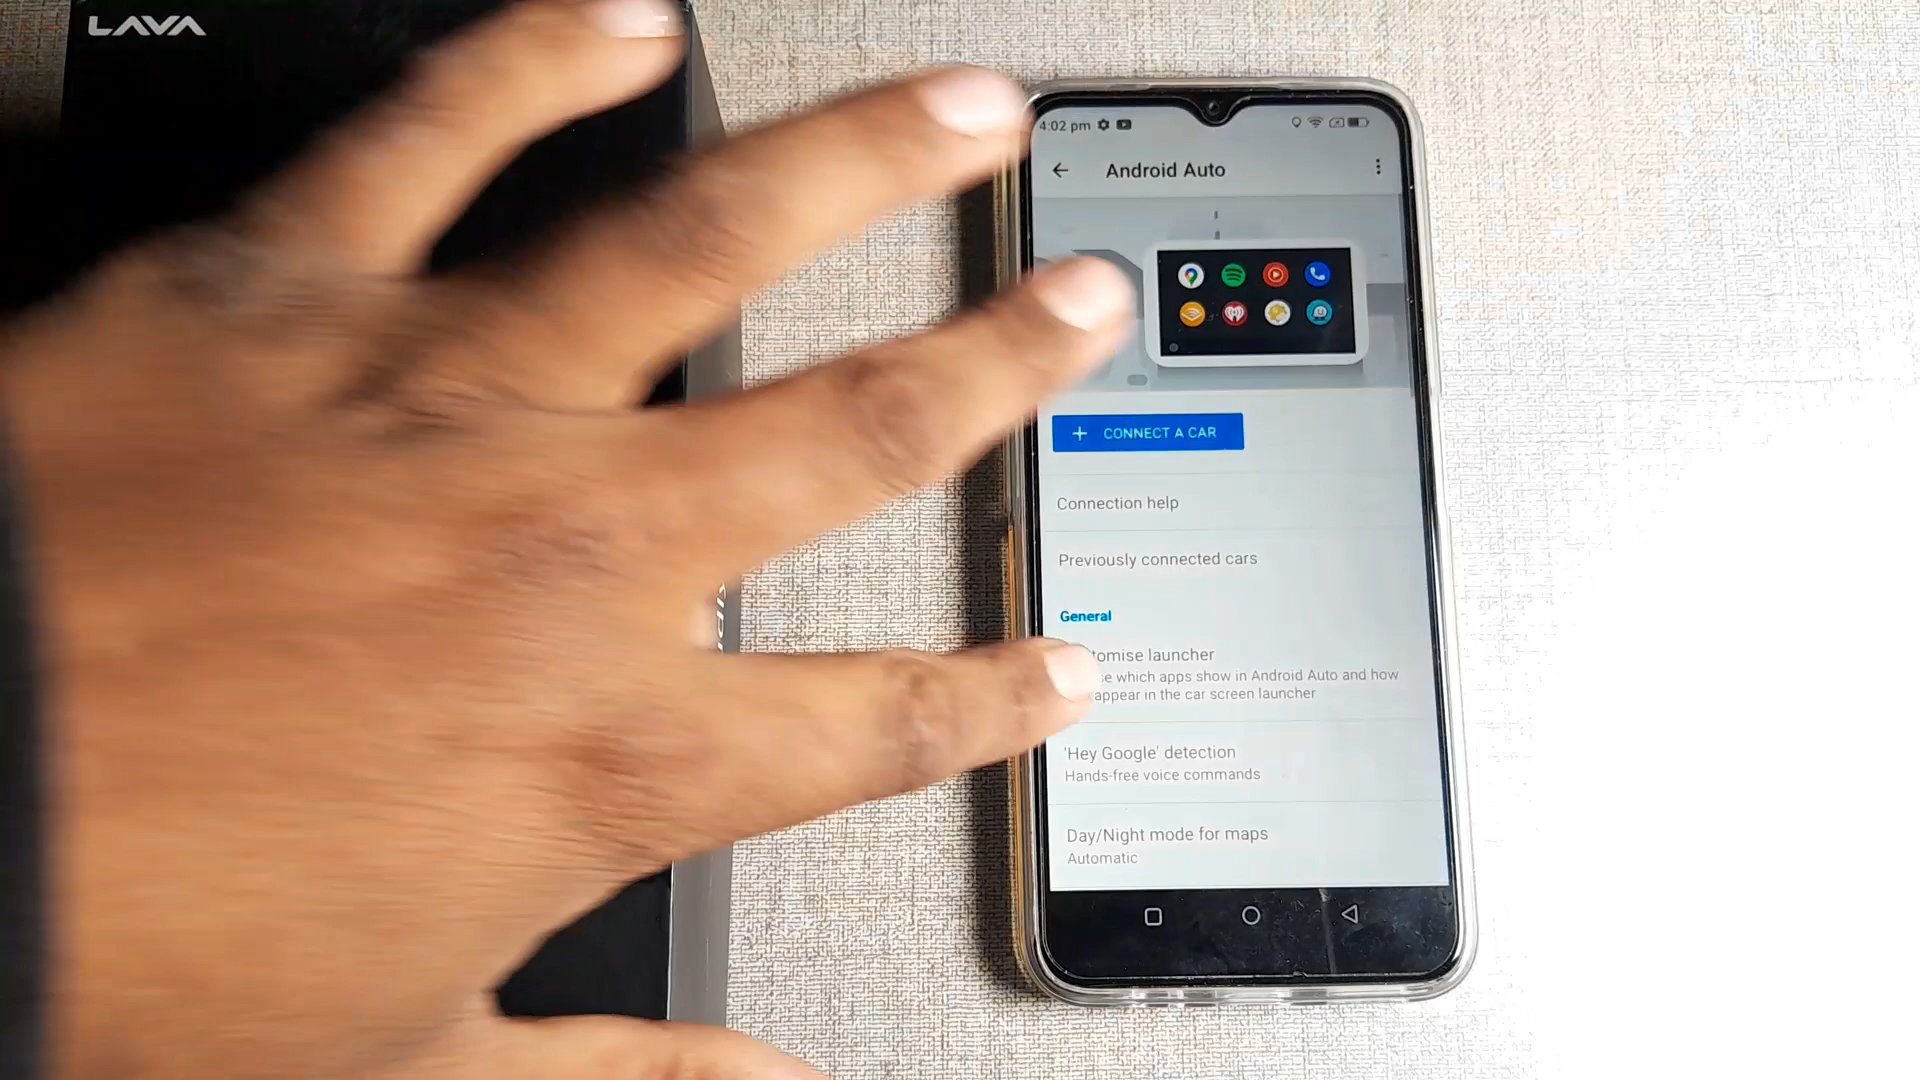 LAVA
4:02 pm
Android Auto
CONNECT A CAR
Connection help
Previously connected cars
General
tomise launcher
which apps show in Android Auto and how
appear in the car screen launcher
'Hey Google' detection
Hands-free voice commands
Day/Night mode for maps
Automatic